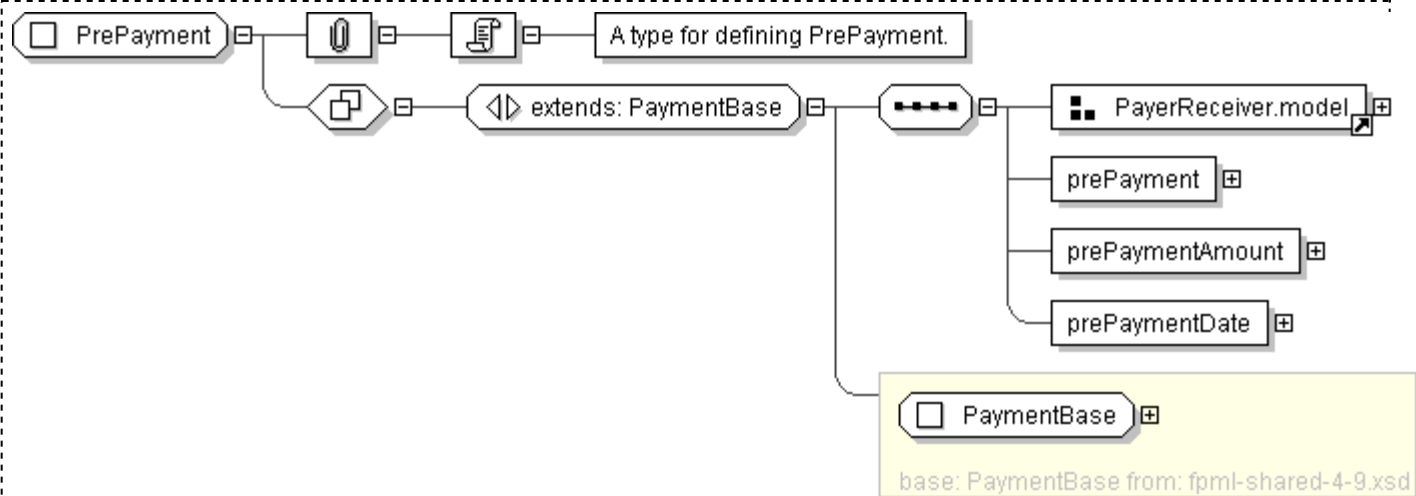 PrePayment
A type for defining PrePayment.
extends: PaymentBase
PayerReceiver.model
prePayment
prePaymentAmount
prePaymentDate
PaymentBase
base: PaymentBase from: fpml-shared-4-9.xsd